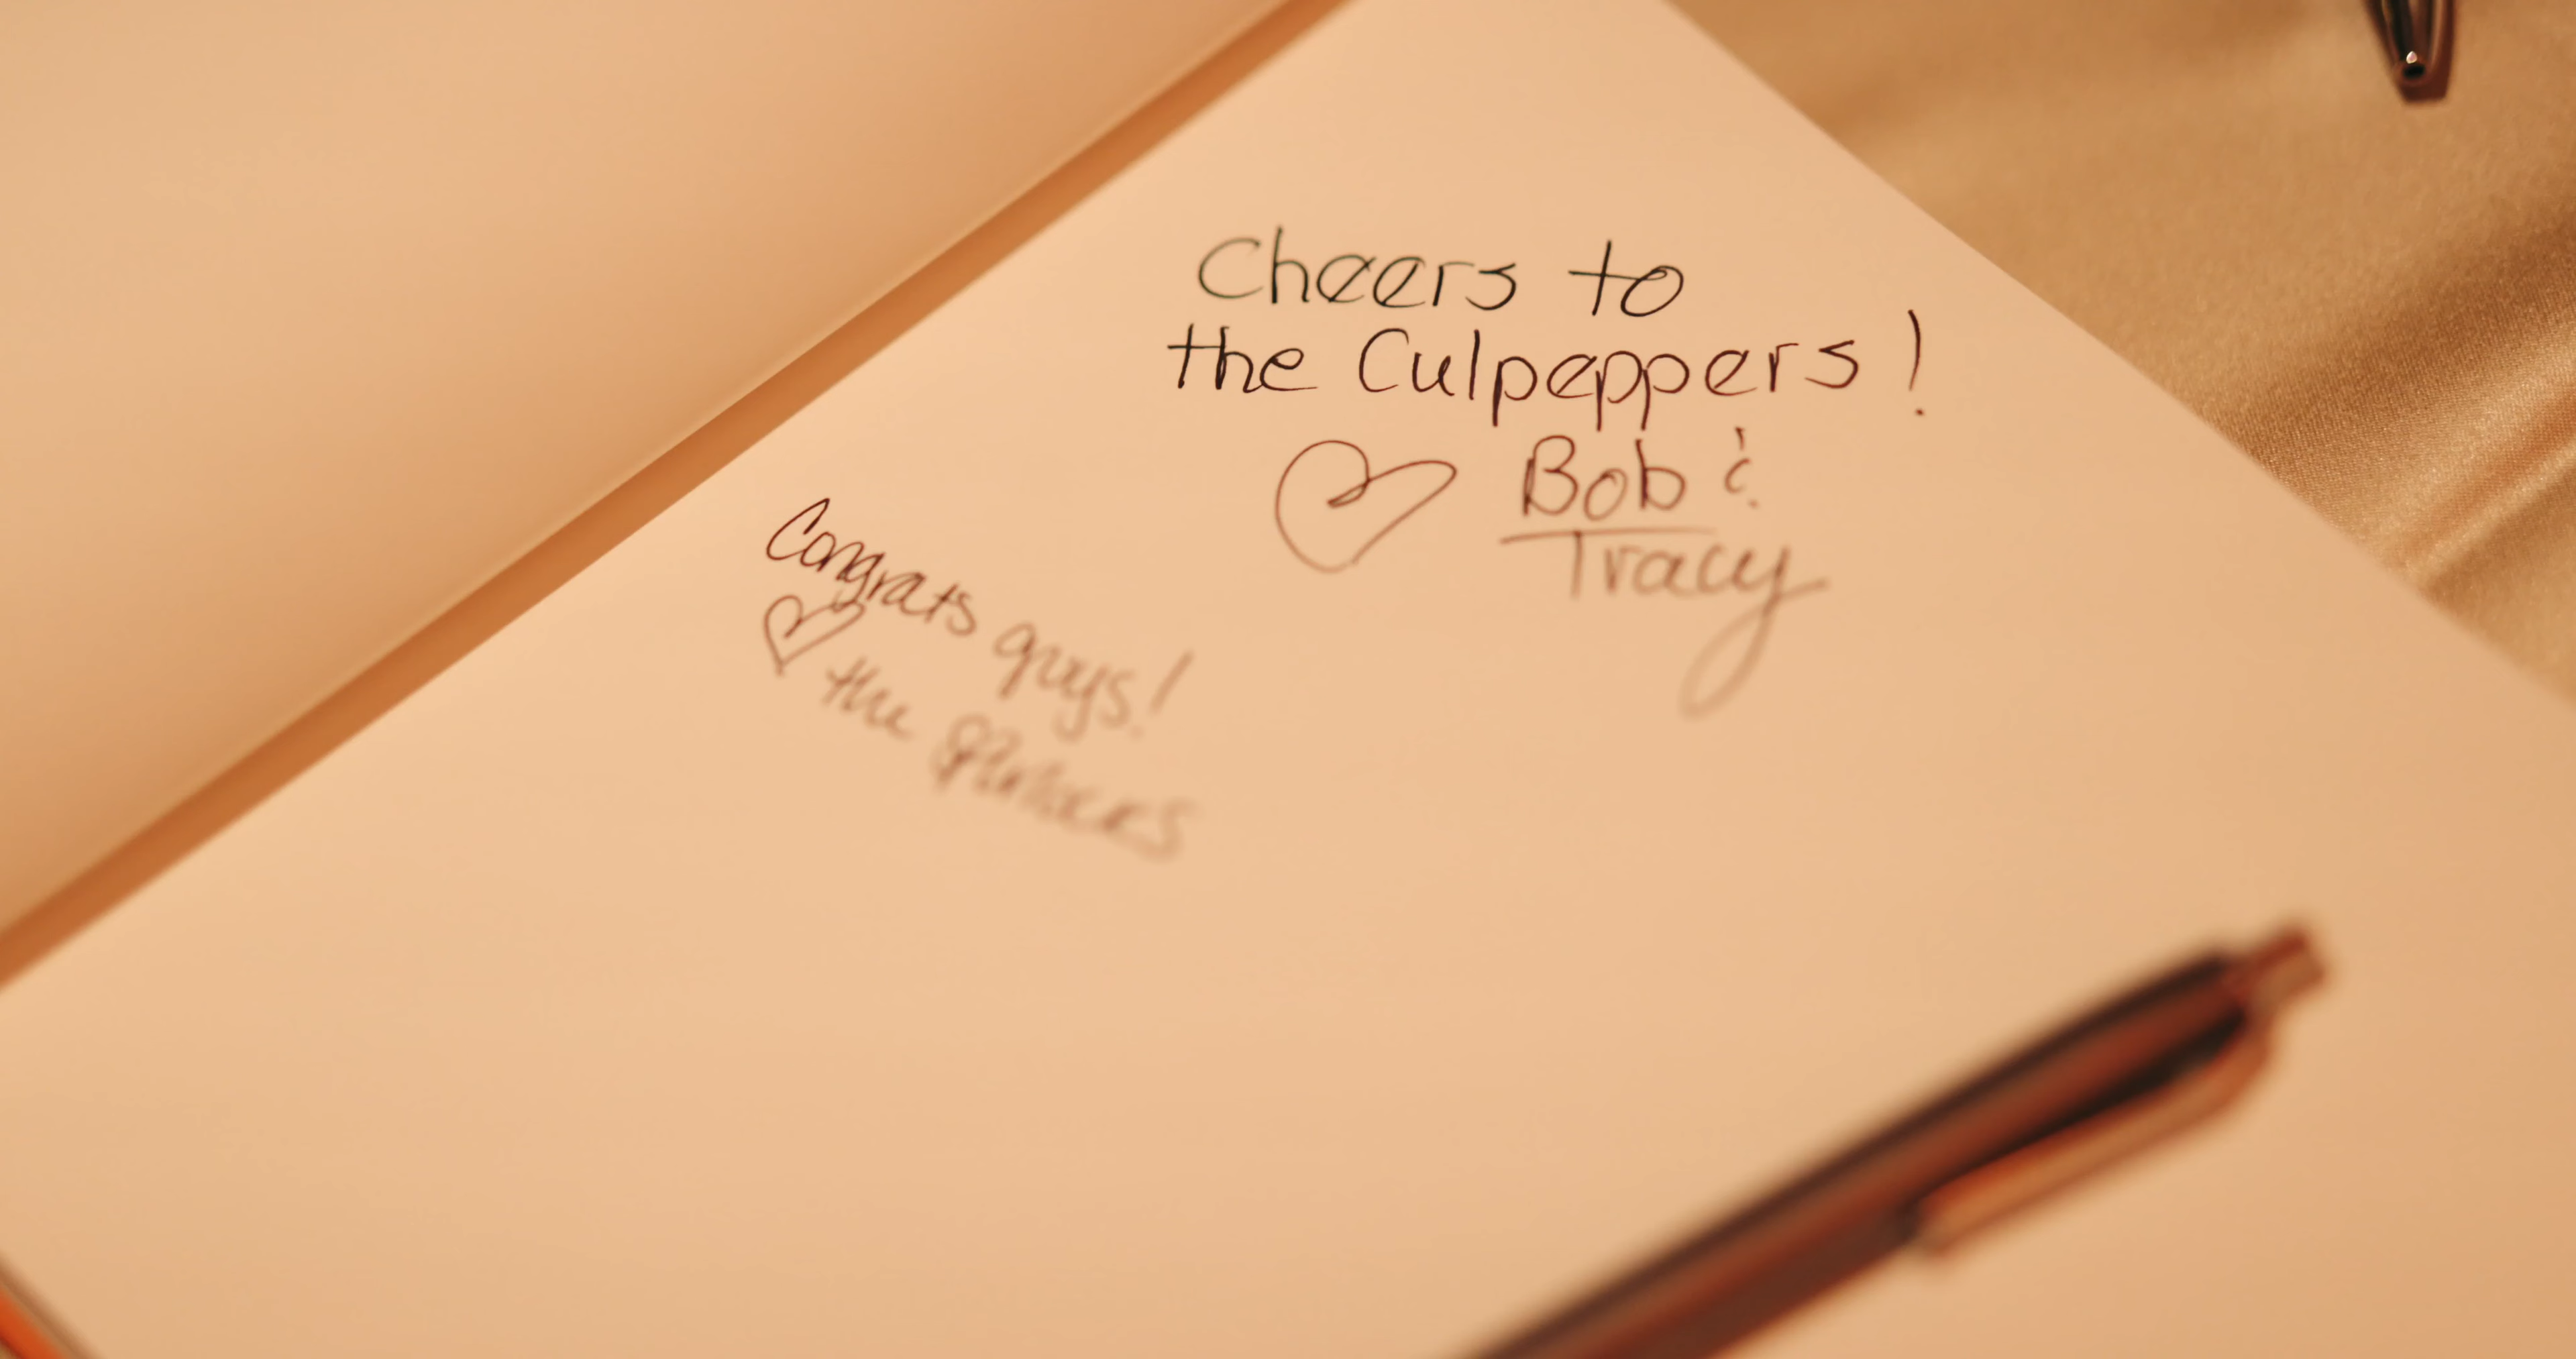 Cheers to
the Culpeppers!
♡ Bob &
Tracy
Congrats guys!
♡ the